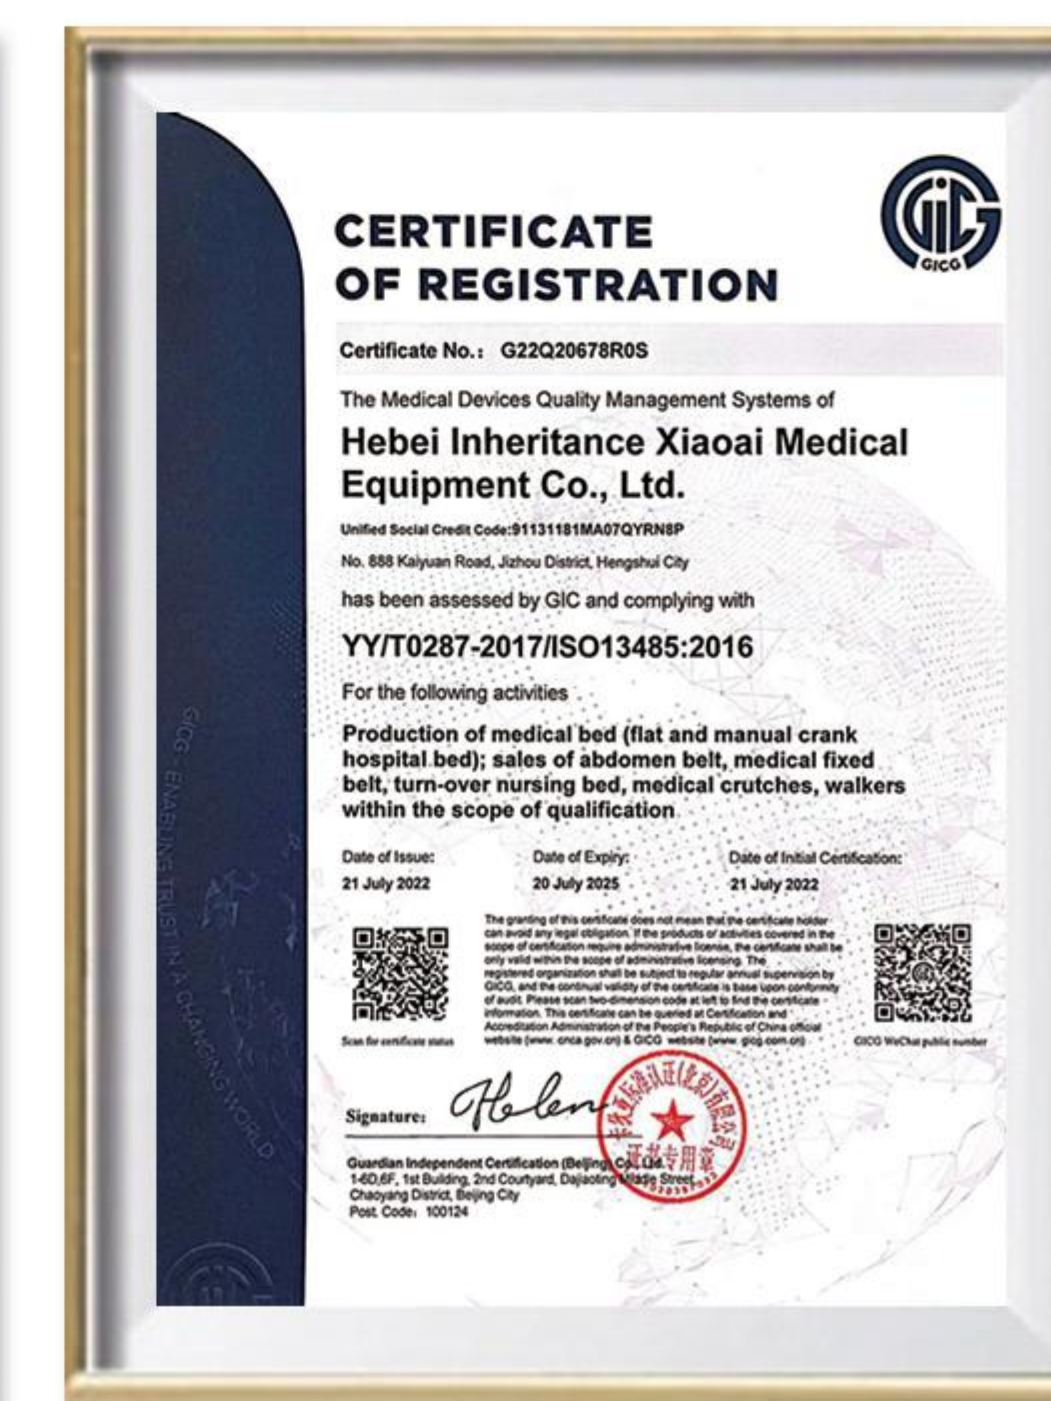 GICG
CERTIFICATE
OF REGISTRATION
Certificate No.: G22Q20678R0S
The Medical Devices Quality Management Systems of
Hebei Inheritance Xiaoai Medical
Equipment Co., Ltd.
Unified Social Credit Code:91131181MA07QYRN8P
No. 888 Kaiyuan Road, Jizhou District, Hengshui City
has been assessed by GIC and complying with
YY/T0287-2017/ISO13485:2016
For the following activities
Production of medical bed (flat and manual crank
hospital bed); sales of abdomen belt, medical fixed
belt, turn-over nursing bed, medical crutches, walkers
within the scope of qualification
Date of Issue: Date of Expiry: Date of Initial Certification:
21 July 2022 20 July 2025 21 July 2022
The granting of this certificate does not mean that the certificate holder
can avoid any legal obligation. If the products or activities covered in the
scope of certification require administrative license, the certificate shall be
only valid within the scope of administrative licensing. The
registered organization shall be subject to regular annual supervision by
GICG, and the continual validity of the certificate is base upon conformity
of audit. Please scan two-dimension code at left to find the certificate
information. This certificate can be queried at Certification and
Accreditation Administration of the People's Republic of China official
website (www. cnca.gov.cn) & GICG website (www. gicg.com.cn)
Scan for certificate status
GICG WeChat public number
Signature: Helen
Guardian Independent Certification (Beijing) Co., Ltd.
1-6D,6F, 1st Building, 2nd Courtyard, Dajiaoting Middle Street
Chaoyang District, Beijing City
Post Code: 100124
GICG - ENABLING TRUST IN A CHANGING WORLD
证书专用章